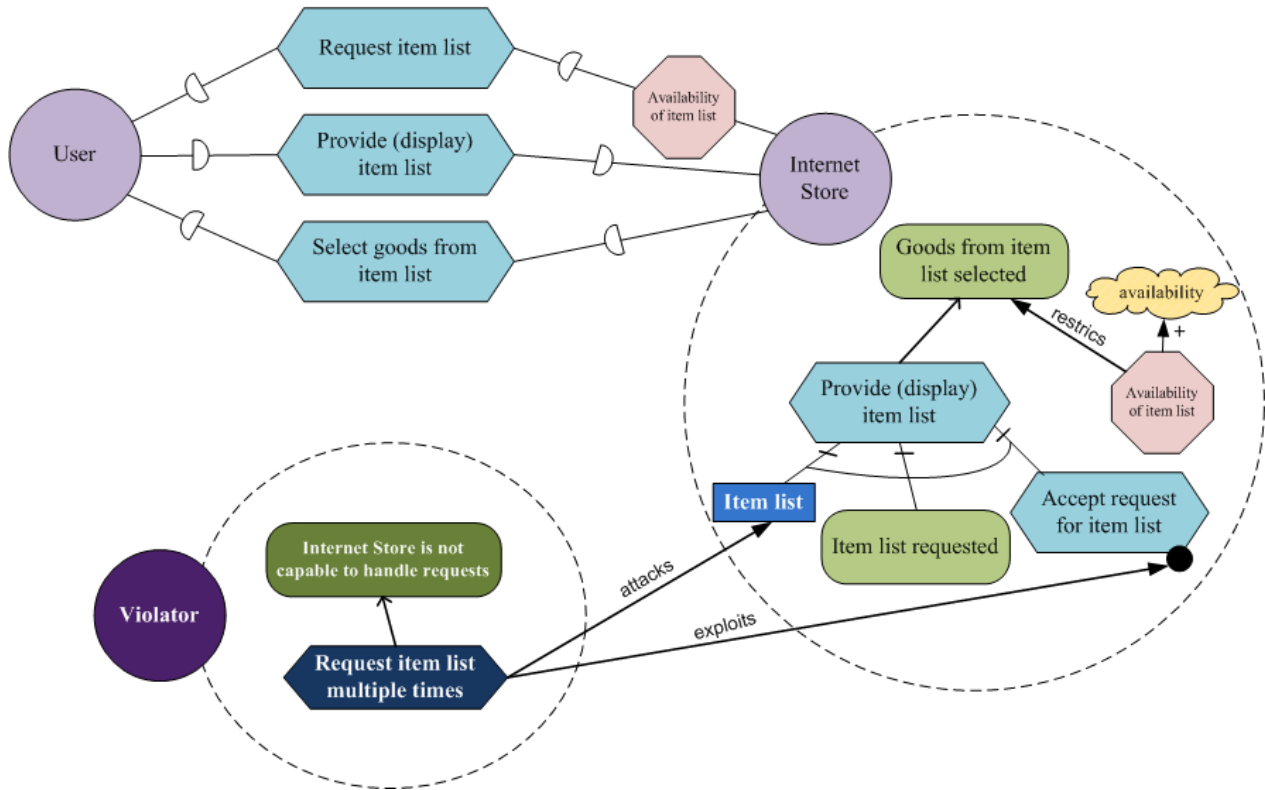 Request item list
Availability
of item list
User
Provide (display)
item list
Internet
Store
Select goods from
item list
Goods from item
list selected
availability
+
restrics
Provide (display)
item list
Availability
of item list
Item list
Accept request
for item list
Item list requested
Internet Store is not
capable to handle requests
attacks
Violator
exploits
Request item list
multiple times